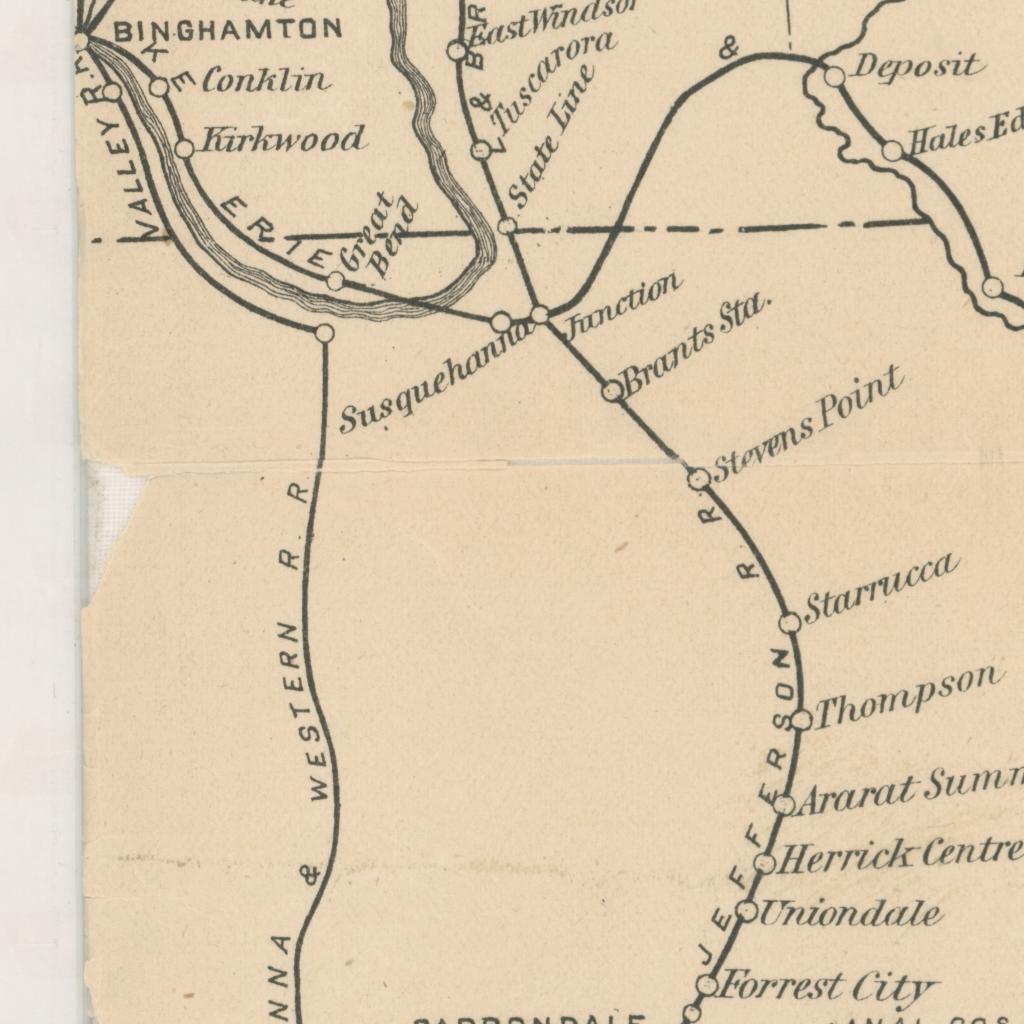 BINGHAMTON
Conklin
Kirkwood
VALLEY R.R.
ERIE
Great
Bend
East Windsor
&
Tuscarora
State Line
&
Deposit
Hales Ed
Susquehanna
Junction
Brants Sta.
Stevens Point
Starrucca
Thompson
Ararat Summ
Herrick Centre
Uniondale
Forrest City
JEFFERSON R R
NNA & WESTERN R. R.
CARBONDALE